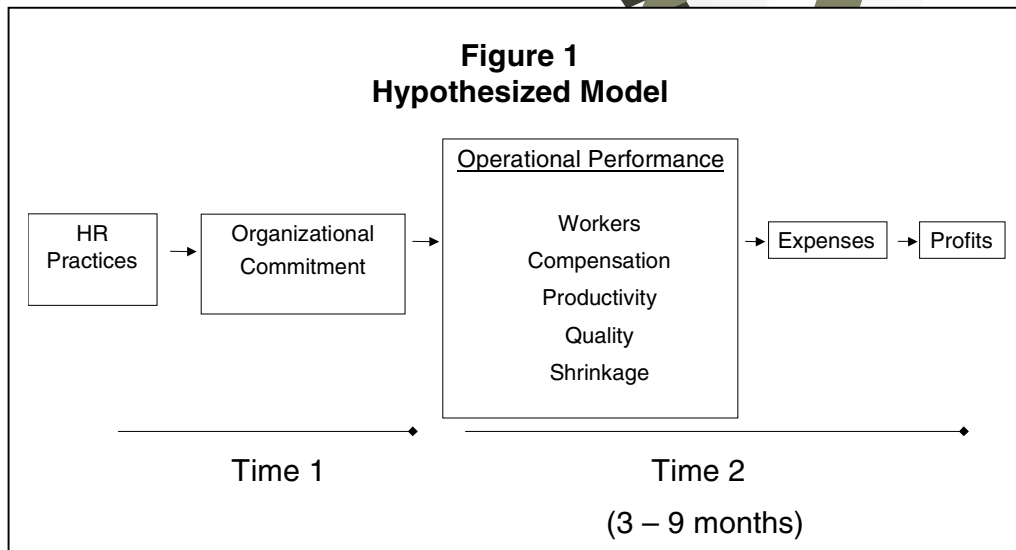 Figure 1
Hypothesized Model
HR
Practices
Organizational
Commitment
Operational Performance
Workers
Compensation
Productivity
Quality
Shrinkage
Expenses
Profits
Time 1
Time 2
(3 – 9 months)